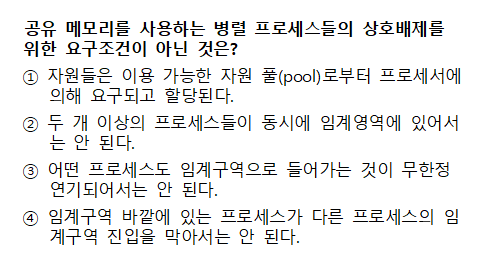 공유 메모리를 사용하는 병렬 프로세스들의 상호배제를
위한 요구조건이 아닌 것은?
① 자원들은 이용 가능한 자원 풀(pool)로부터 프로세서에
의해 요구되고 할당된다.
② 두 개 이상의 프로세스들이 동시에 임계영역에 있어서
는 안 된다.
③ 어떤 프로세스도 임계구역으로 들어가는 것이 무한정
연기되어서는 안 된다.
④ 임계구역 바깥에 있는 프로세스가 다른 프로세스의 임
계구역 진입을 막아서는 안 된다.